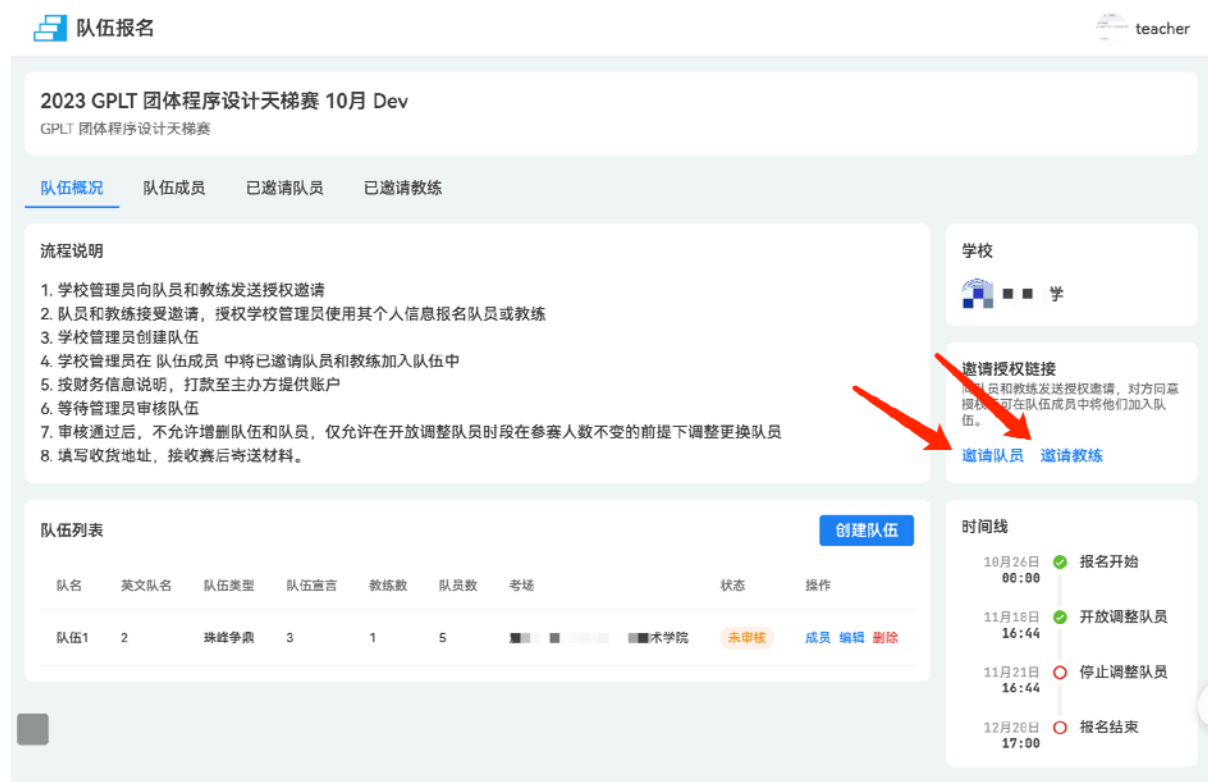 队伍报名
teacher
2023 GPLT 团体程序设计天梯赛 10月 Dev
GPLT 团体程序设计天梯赛
队伍概况 队伍成员 已邀请队员 已邀请教练
流程说明
1. 学校管理员向队员和教练发送授权邀请
2. 队员和教练接受邀请，授权学校管理员使用其个人信息报名队员或教练
3. 学校管理员创建队伍
4. 学校管理员在 队伍成员 中将已邀请队员和教练加入队伍中
5. 按财务信息说明，打款至主办方提供账户
6. 等待管理员审核队伍
7. 审核通过后，不允许增删队伍和队员，仅允许在开放调整队员时段在参赛人数不变的前提下调整更换队员
8. 填写收货地址，接收赛后寄送材料。
学校
学
邀请授权链接
队员和教练发送授权邀请，对方同意
授权 可在队伍成员中将他们加入队
伍。
邀请队员 邀请教练
队伍列表
创建队伍
队名 英文队名 队伍类型 队伍宣言 教练数 队员数 考场 状态 操作
队伍1 2 珠峰争鼎 3 1 5 术学院 未审核 成员 编辑 删除
时间线
10月26日 报名开始
00:00
11月18日 开放调整队员
16:44
11月21日 停止调整队员
16:44
12月20日 报名结束
17:00